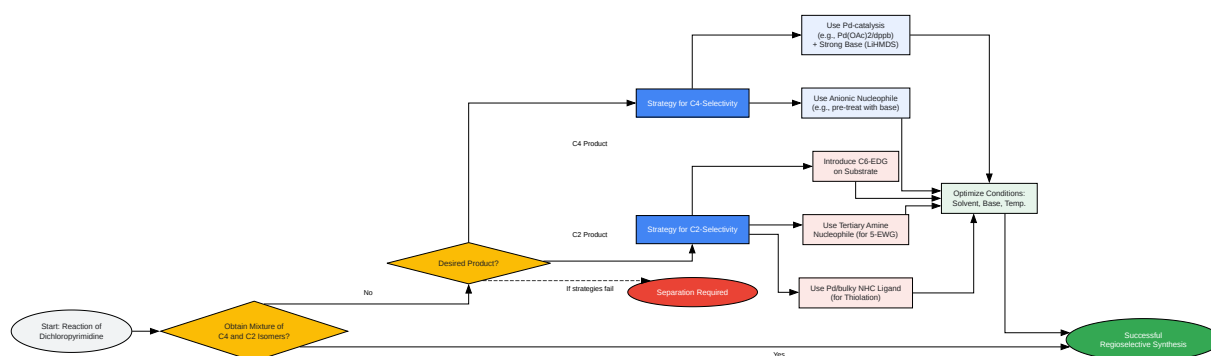 Start: Reaction of
Dichloropyrimidine
Obtain Mixture of
C4 and C2 Isomers?
No
Yes
Desired Product?
C4 Product
C2 Product
If strategies fail
Strategy for C4-Selectivity
Strategy for C2-Selectivity
Separation Required
Use Pd-catalysis
(e.g., Pd(OAc)2/dppb)
+ Strong Base (LiHMDS)
Use Anionic Nucleophile
(e.g., pre-treat with base)
Introduce C6-EDG
on Substrate
Use Tertiary Amine
Nucleophile (for 5-EWG)
Use Pd/bulky NHC Ligand
(for Thiolation)
Optimize Conditions:
Solvent, Base, Temp.
Successful
Regioselective Synthesis